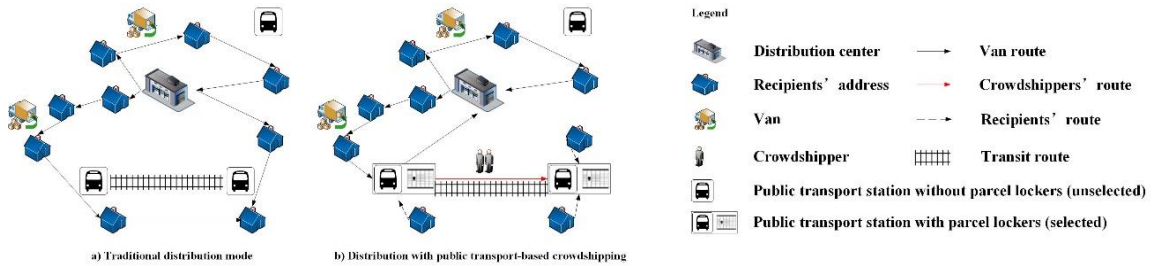 Legend
Distribution center
Van route
Recipients' address
Crowdshippers' route
Van
Recipients' route
Crowdshipper
Transit route
Public transport station without parcel lockers (unselected)
Public transport station with parcel lockers (selected)
a) Traditional distribution mode
b) Distribution with public transport-based crowdshipping